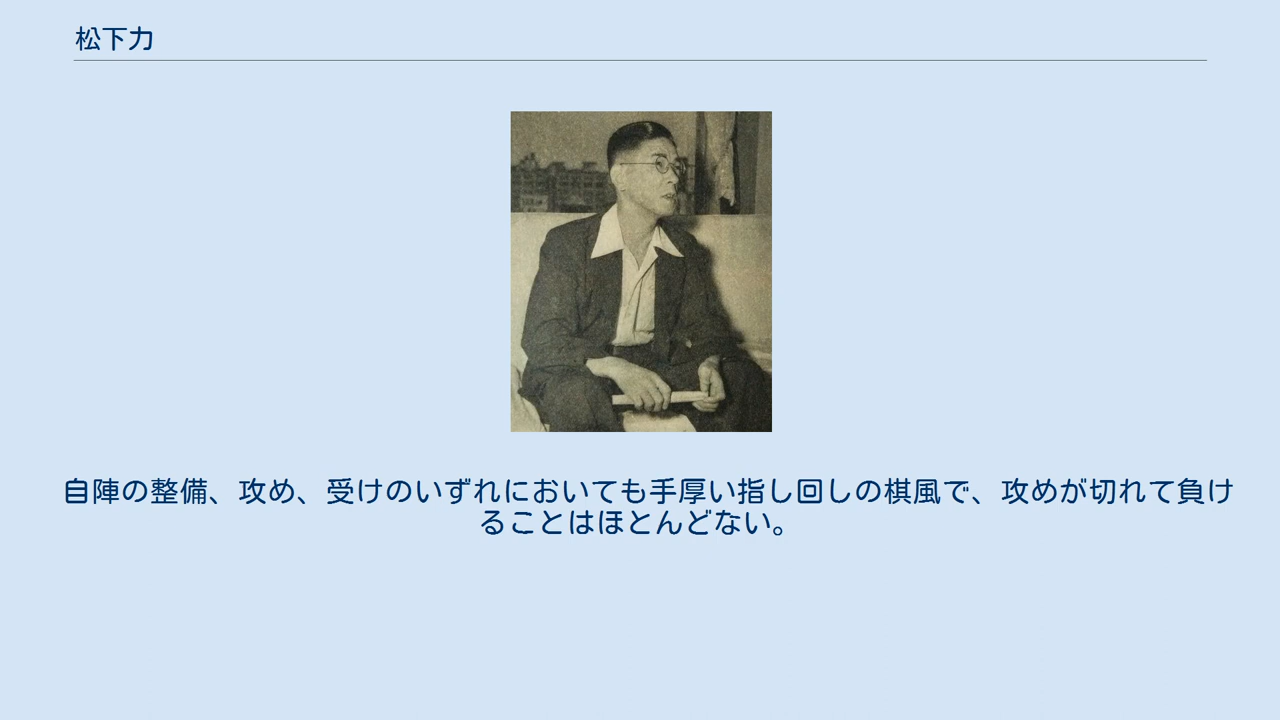 松下力
自陣の整備、攻め、受けのいずれにおいても手厚い指し回しの棋風で、攻めが切れて負け
ることはほとんどない。